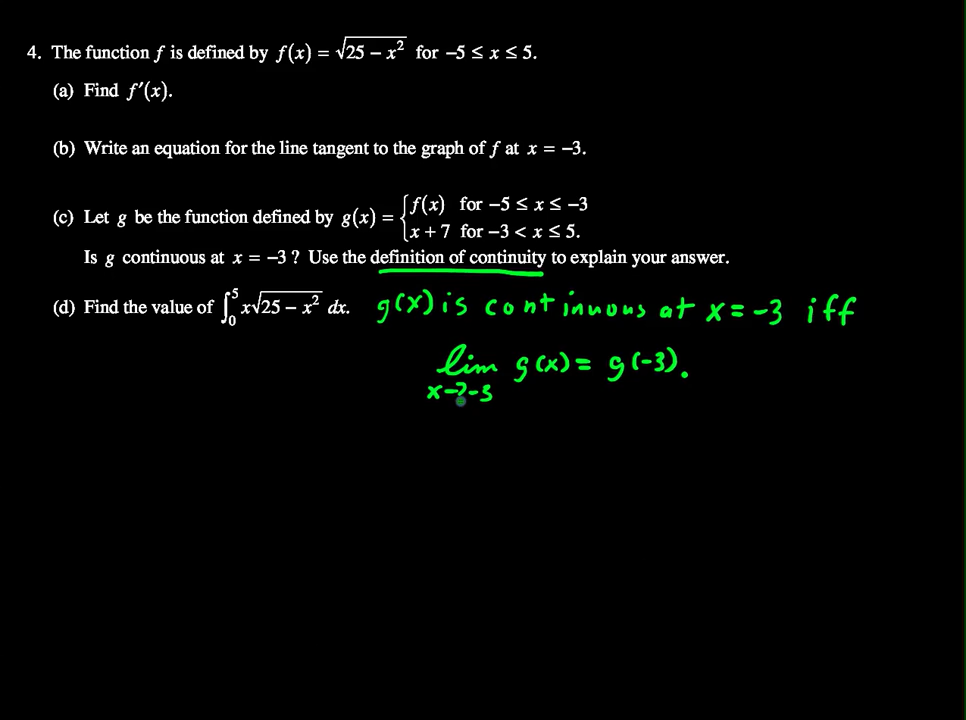 4. The function f is defined by f(x) = √(25 – x²) for –5 ≤ x ≤ 5.
(a) Find f′(x).
(b) Write an equation for the line tangent to the graph of f at x = –3.
(c) Let g be the function defined by g(x) = { f(x) for –5 ≤ x ≤ –3
x + 7 for –3 < x ≤ 5.
Is g continuous at x = –3 ? Use the definition of continuity to explain your answer.
(d) Find the value of ∫₀⁵ x√(25 – x²) dx.
g(x) is continuous at x = -3 iff
lim g(x) = g(-3).
x→-3